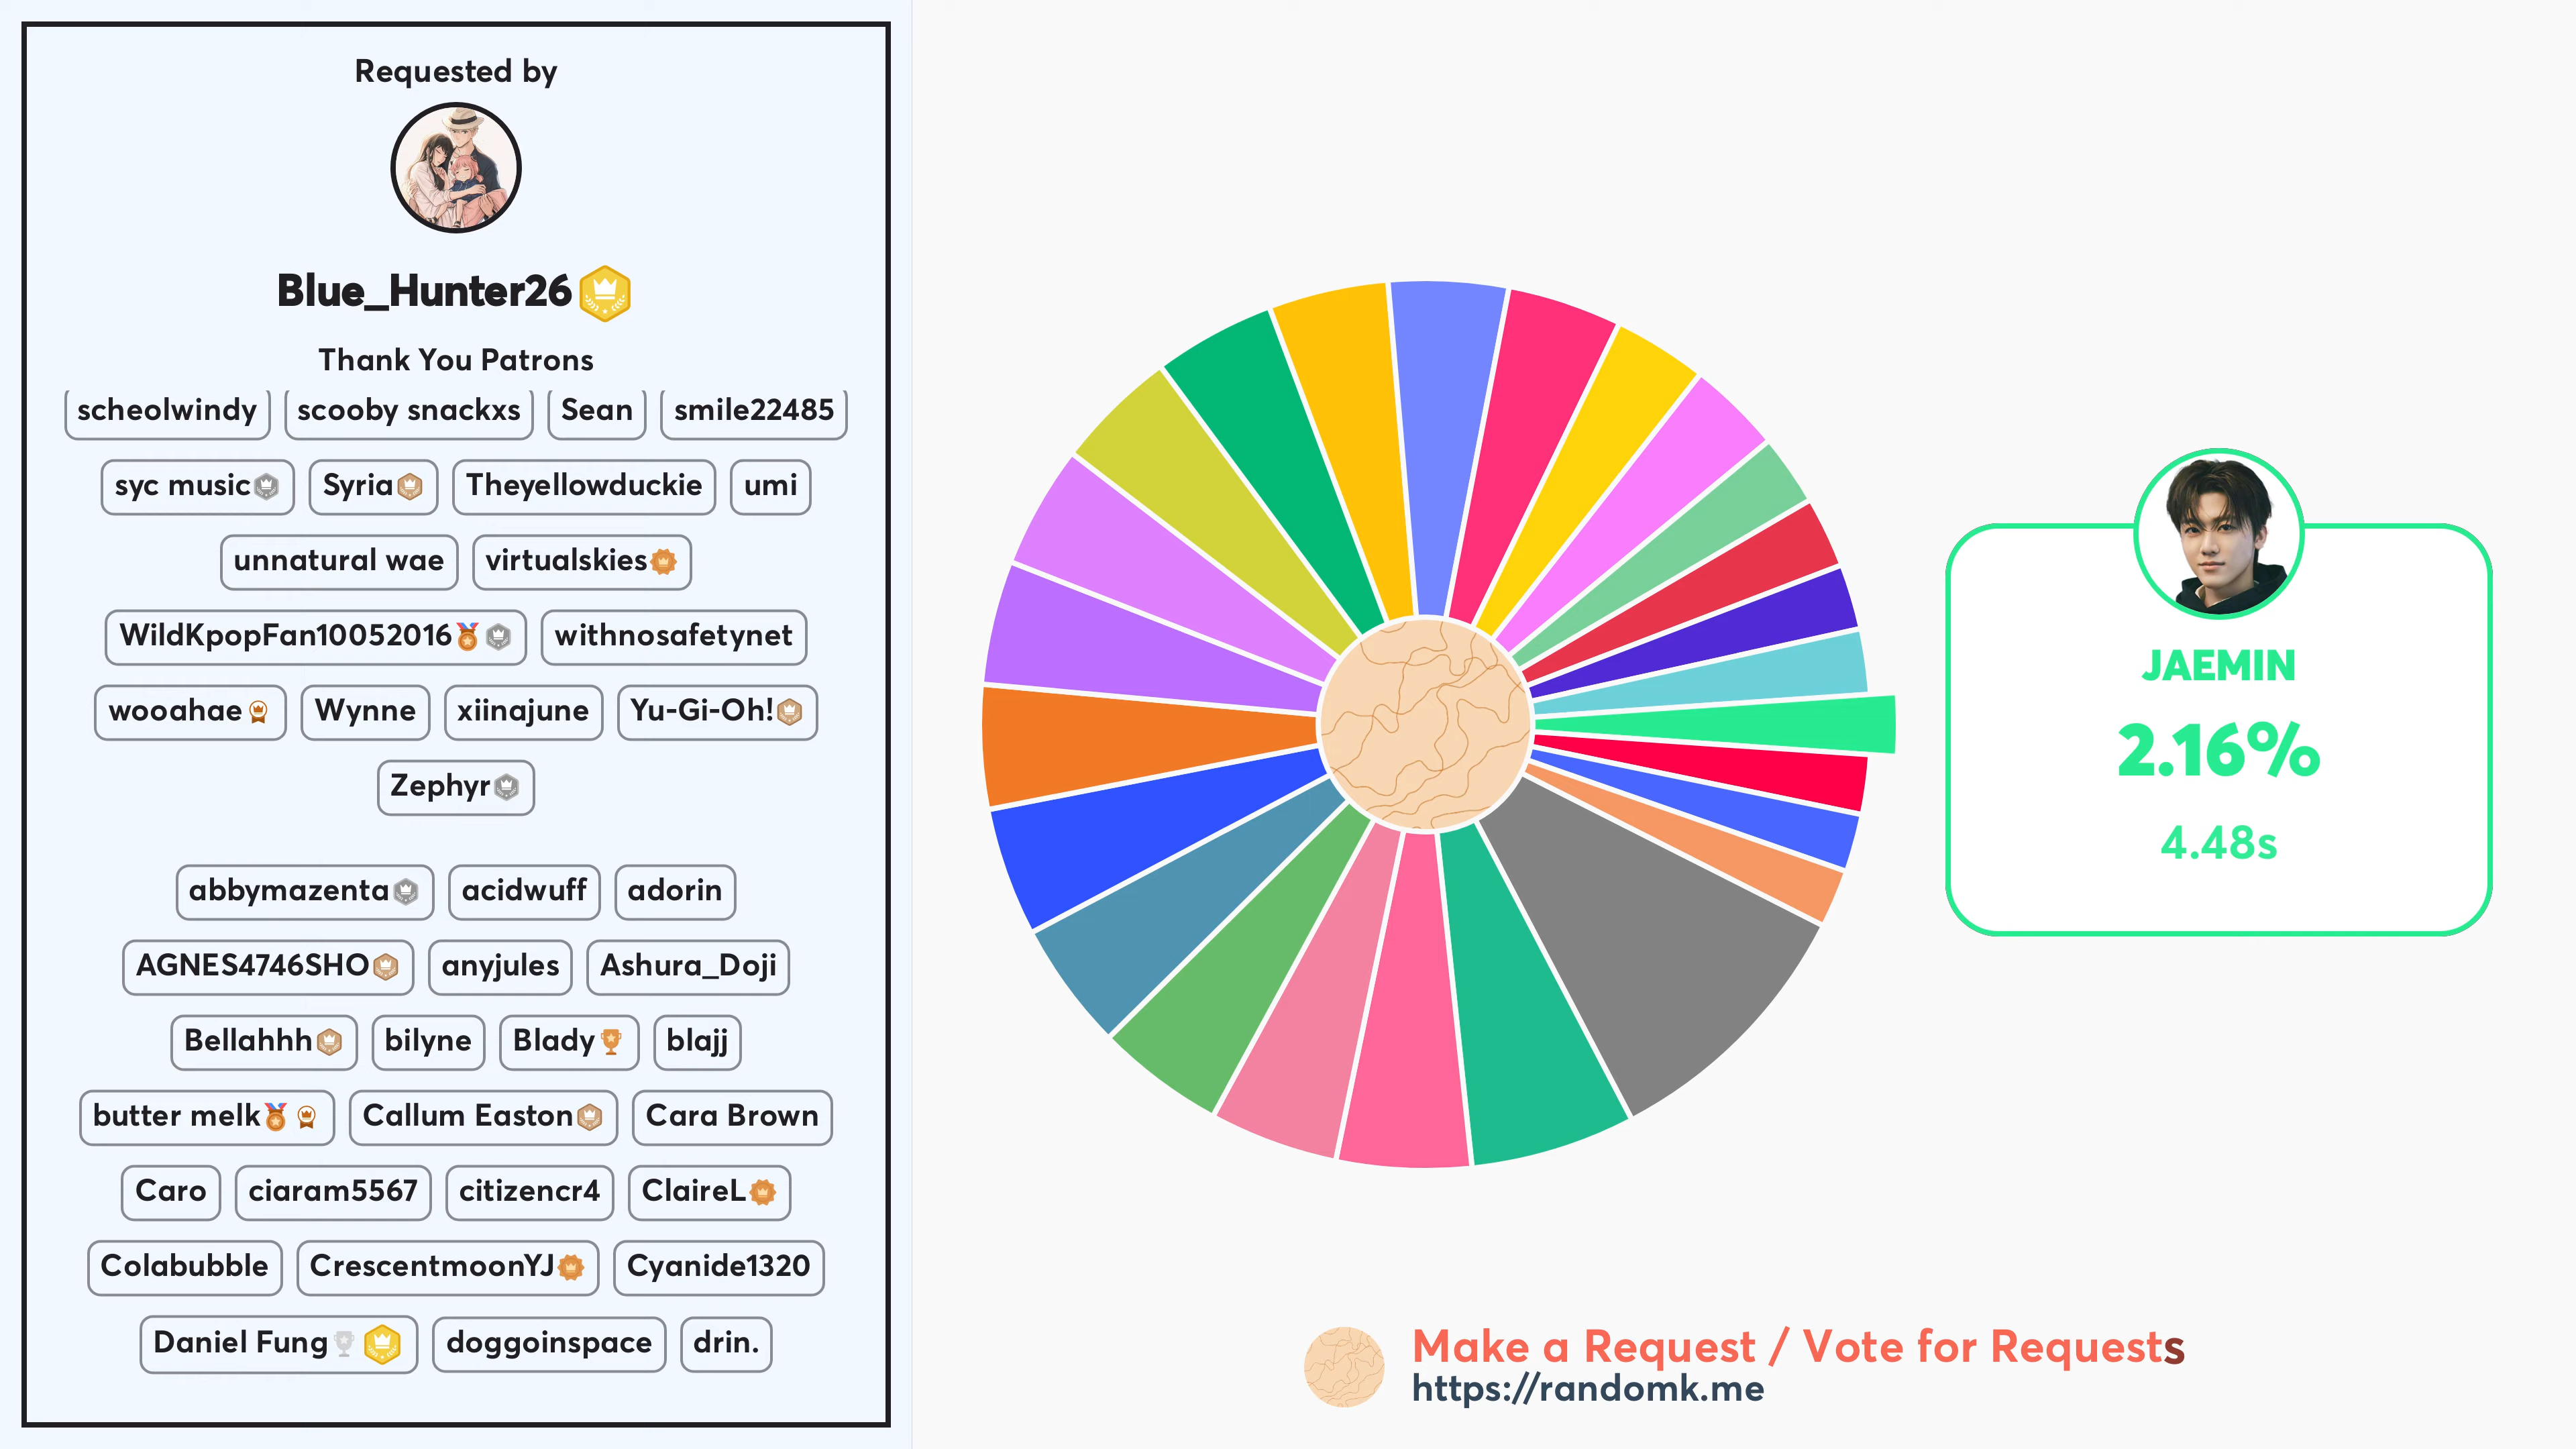 Requested by
Blue_Hunter26
Thank You Patrons
scheolwindy scooby snackxs Sean smile22485
syc music Syria Theyellowduckie umi
unnatural wae virtualskies
WildKpopFan10052016 withnosafetynet
wooahae Wynne xiinajune Yu-Gi-Oh!
Zephyr
abbymazenta acidwuff adorin
AGNES4746SHO anyjules Ashura_Doji
Bellahhh bilyne Blady blajj
butter melk Callum Easton Cara Brown
Caro ciaram5567 citizencr4 ClaireL
Colabubble CrescentmoonYJ Cyanide1320
Daniel Fung doggoinspace drin.
JAEMIN
2.16%
4.48s
Make a Request / Vote for Requests
https://randomk.me